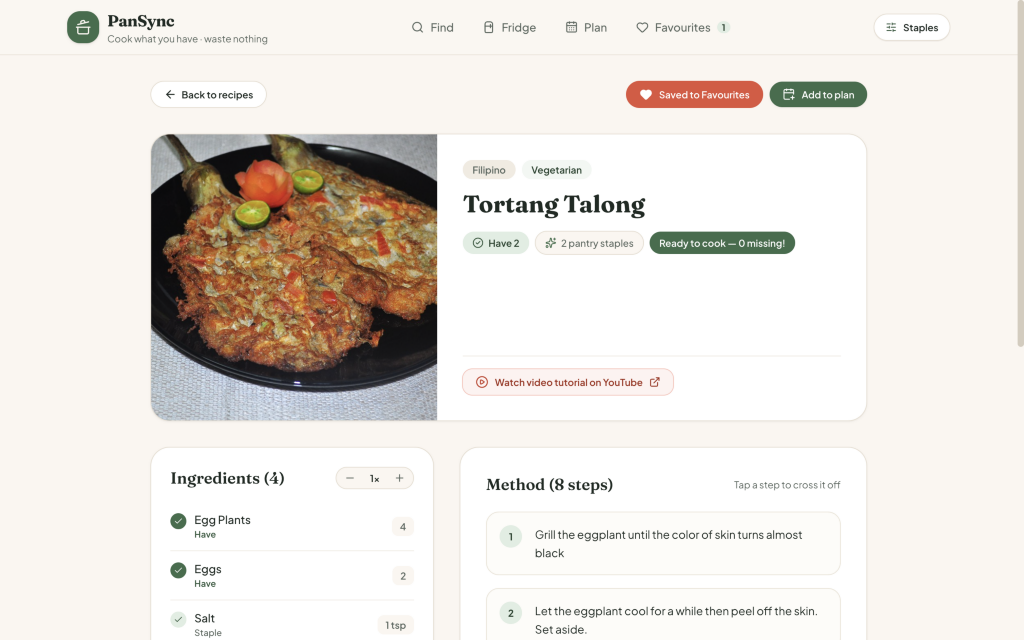 PanSync
Cook what you have · waste nothing
Find
Fridge
Plan
Favourites 1
Staples
Back to recipes
Saved to Favourites
Add to plan
Filipino
Vegetarian
Tortang Talong
Have 2
2 pantry staples
Ready to cook — 0 missing!
Watch video tutorial on YouTube
Ingredients (4)
1×
Egg Plants
Have
4
Eggs
Have
2
Salt
Staple
1 tsp
Method (8 steps)
Tap a step to cross it off
1
Grill the eggplant until the color of skin turns almost
black
2
Let the eggplant cool for a while then peel off the skin.
Set aside.